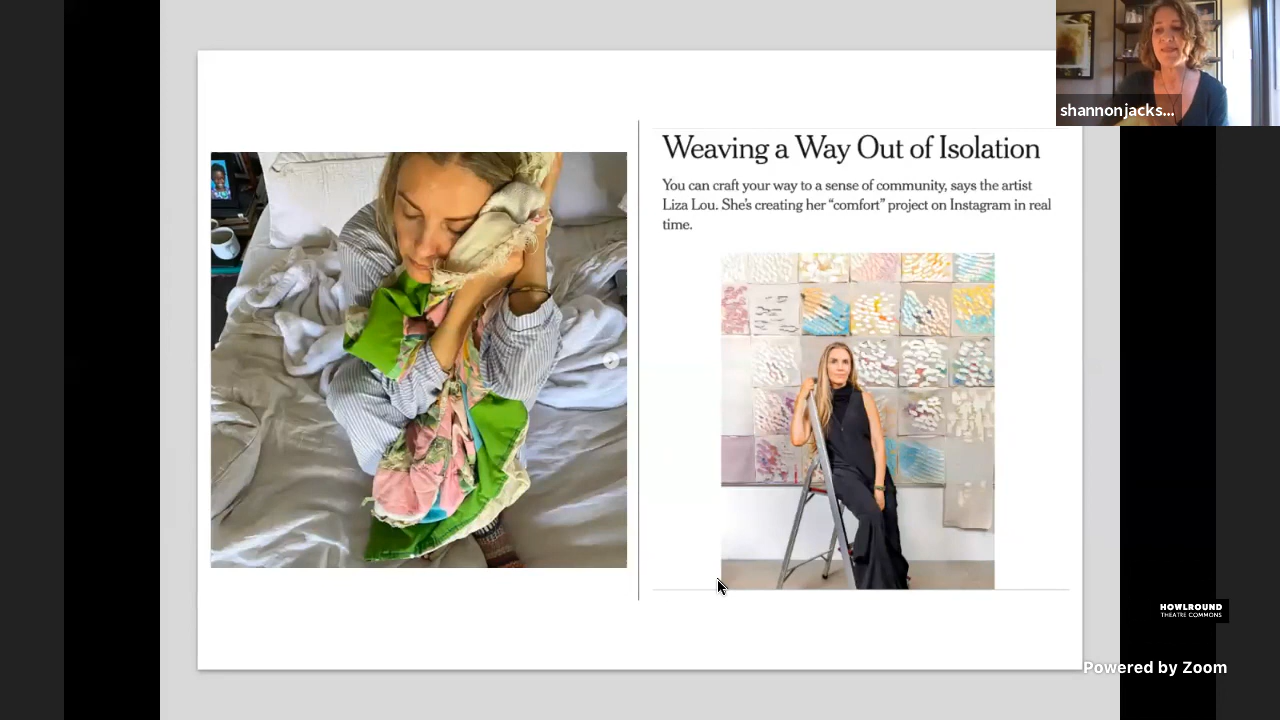 shannonjacks...
Weaving a Way Out of Isolation
You can craft your way to a sense of community, says the artist
Liza Lou. She's creating her “comfort” project on Instagram in real
time.
HOWLROUND
THEATRE COMMONS
Powered by Zoom